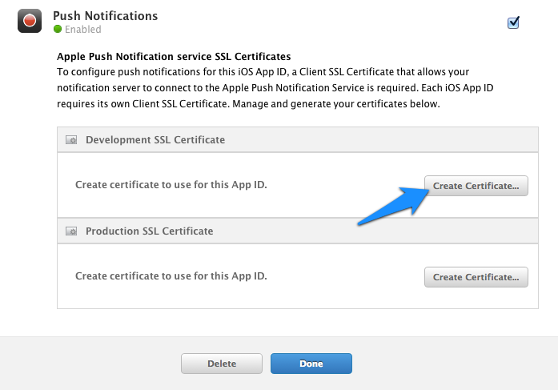 Push Notifications
Enabled
Apple Push Notification service SSL Certificates
To configure push notifications for this iOS App ID, a Client SSL Certificate that allows your
notification server to connect to the Apple Push Notification Service is required. Each iOS App ID
requires its own Client SSL Certificate. Manage and generate your certificates below.
Development SSL Certificate
Create certificate to use for this App ID.
Create Certificate...
Production SSL Certificate
Create certificate to use for this App ID.
Create Certificate...
Delete
Done